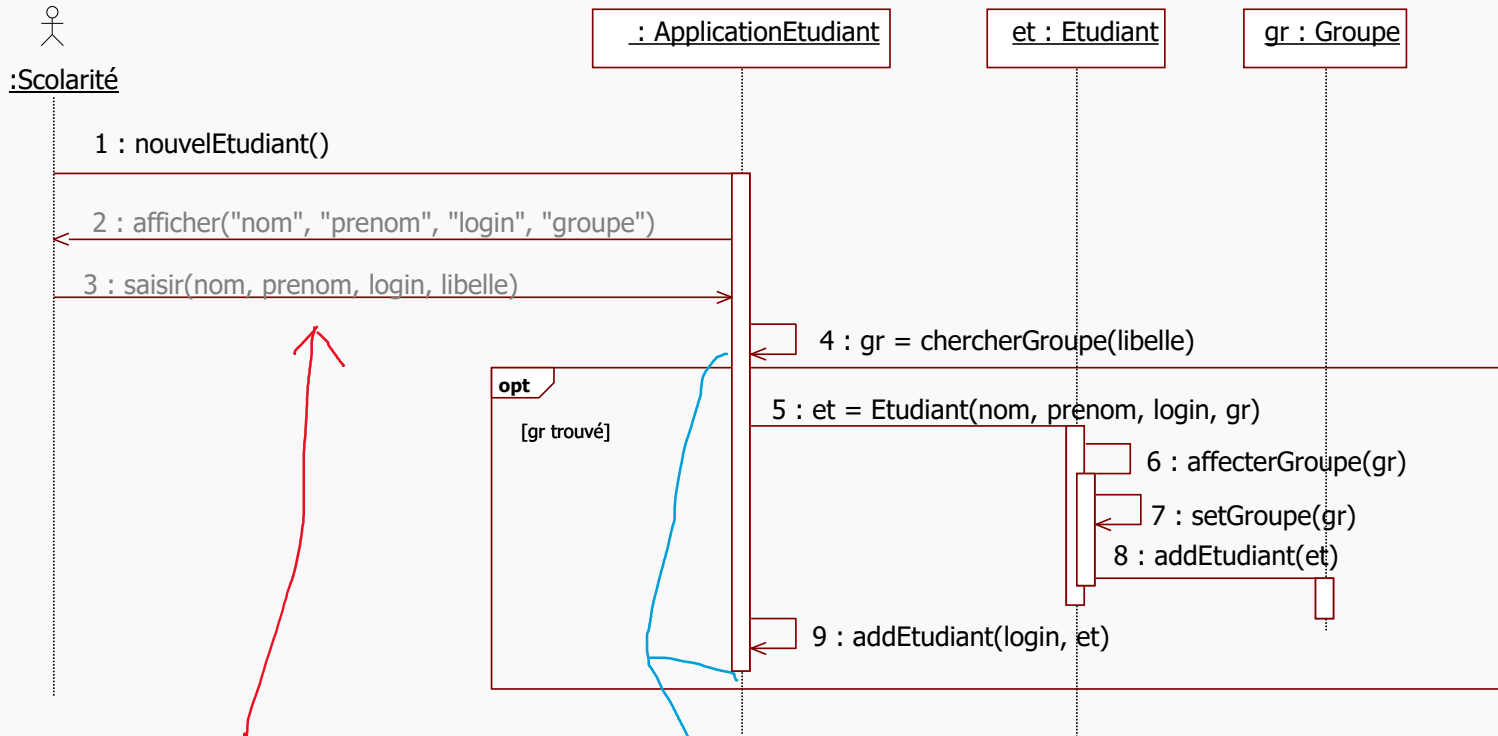 : ApplicationEtudiant
et : Etudiant
gr : Groupe
:Scolarité
1 : nouvelEtudiant()
2 : afficher("nom", "prenom", "login", "groupe")
3 : saisir(nom, prenom, login, libelle)
4 : gr = chercherGroupe(libelle)
opt
[gr trouvé]
5 : et = Etudiant(nom, prenom, login, gr)
6 : affecterGroupe(gr)
7 : setGroupe(gr)
8 : addEtudiant(et)
9 : addEtudiant(login, et)